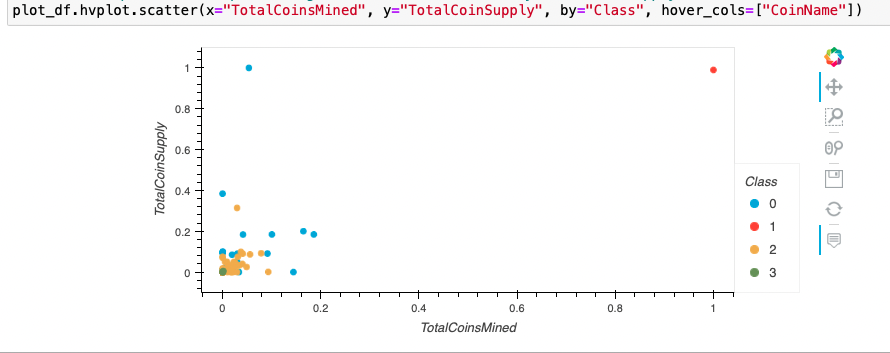 plot_df.hvplot.scatter(x="TotalCoinsMined", y="TotalCoinSupply", by="Class", hover_cols=["CoinName"])
1
0.8
0.6
0.4
0.2
0
TotalCoinSupply
0 0.2 0.4 0.6 0.8 1
TotalCoinsMined
Class
0
1
2
3